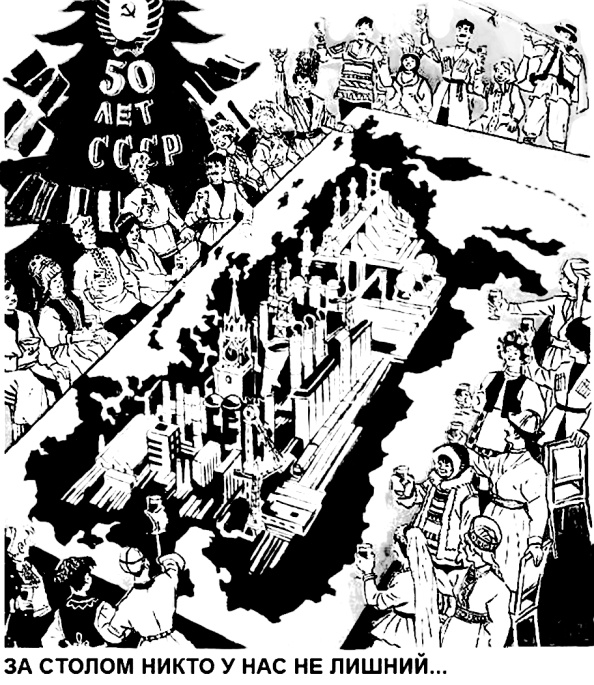 50
ЛЕТ
СССР
ЗА СТОЛОМ НИКТО У НАС НЕ ЛИШНИЙ...